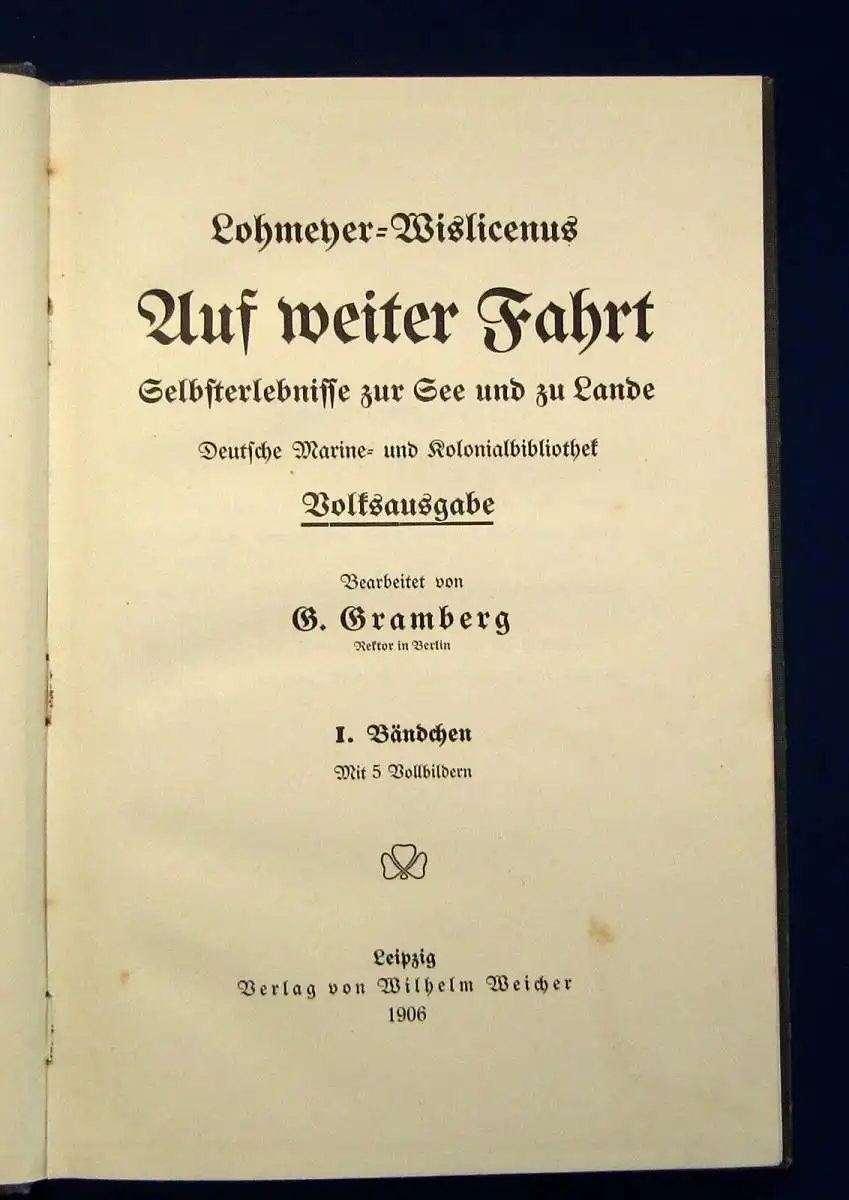 Lohmeyer=Wislicenus
Auf weiter Fahrt
Selbsterlebnisse zur See und zu Lande
Deutsche Marine= und Kolonialbibliothek
Volksausgabe
Bearbeitet von
G. Gramberg
Rektor in Berlin
I. Bändchen
Mit 5 Vollbildern
Leipzig
Verlag von Wilhelm Weicher
1906